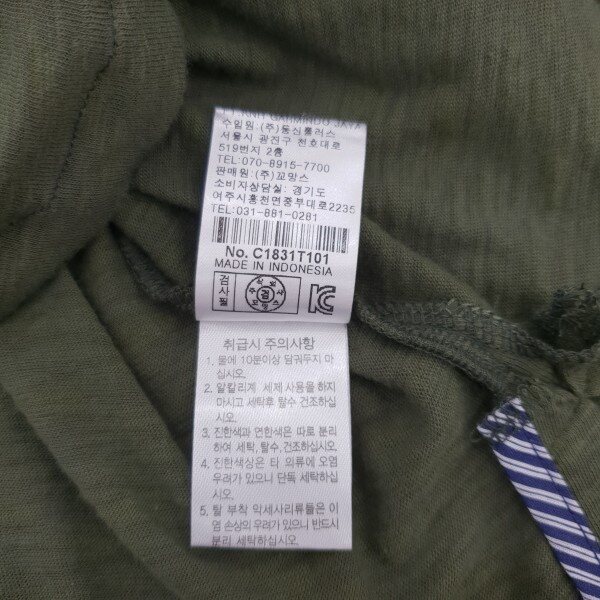 수입원:(주)동심플러스
서울시 광진구 천호대로
519번지 2층
TEL:070-8915-7700
판매원:(주)꼬망스
소비자상담실:경기도
여주시흥천면중부대로2235
TEL:031-881-0281
No. C1831T101
MADE IN INDONESIA
검사필
취급시 주의사항
1. 물에 10분이상 담궈두지 마
십시오.
2. 알칼리계 세제 사용을 하지
마시고 세탁후 탈수 건조하십
시오.
3. 진한색과 연한색은 따로 분리
하여 세탁, 탈수, 건조하십시오.
4. 진한색상은 타 의류에 오염
우려가 있으니 단독 세탁하십
시오.
5. 탈 부착 악세사리류들은 이
염 손상의 우려가 있으니 반드시
분리 세탁하십시오.